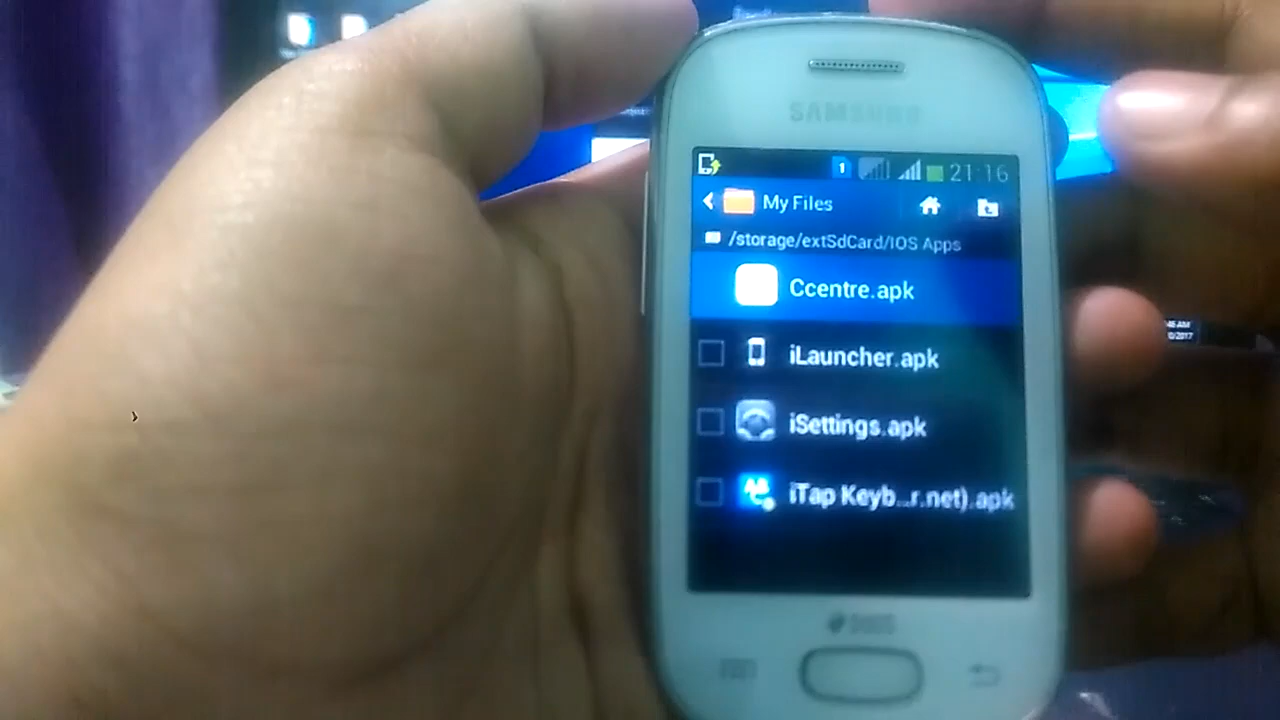 SAMSUNG
1 21:16
My Files
/storage/extSdCard/IOS Apps
Ccentre.apk
iLauncher.apk
iSettings.apk
iTap Keyb...r.net).apk
DUOS